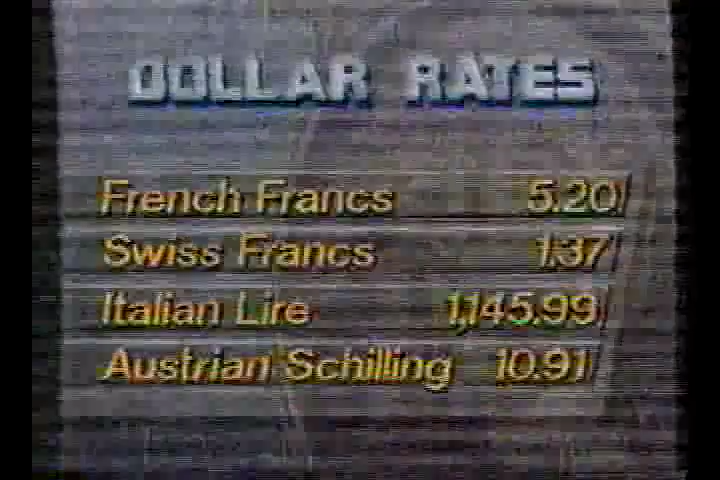 DOLLAR RATES
French Francs 5.20
Swiss Francs 1.37
Italian Lire 1,145.99
Austrian Schilling 10.91